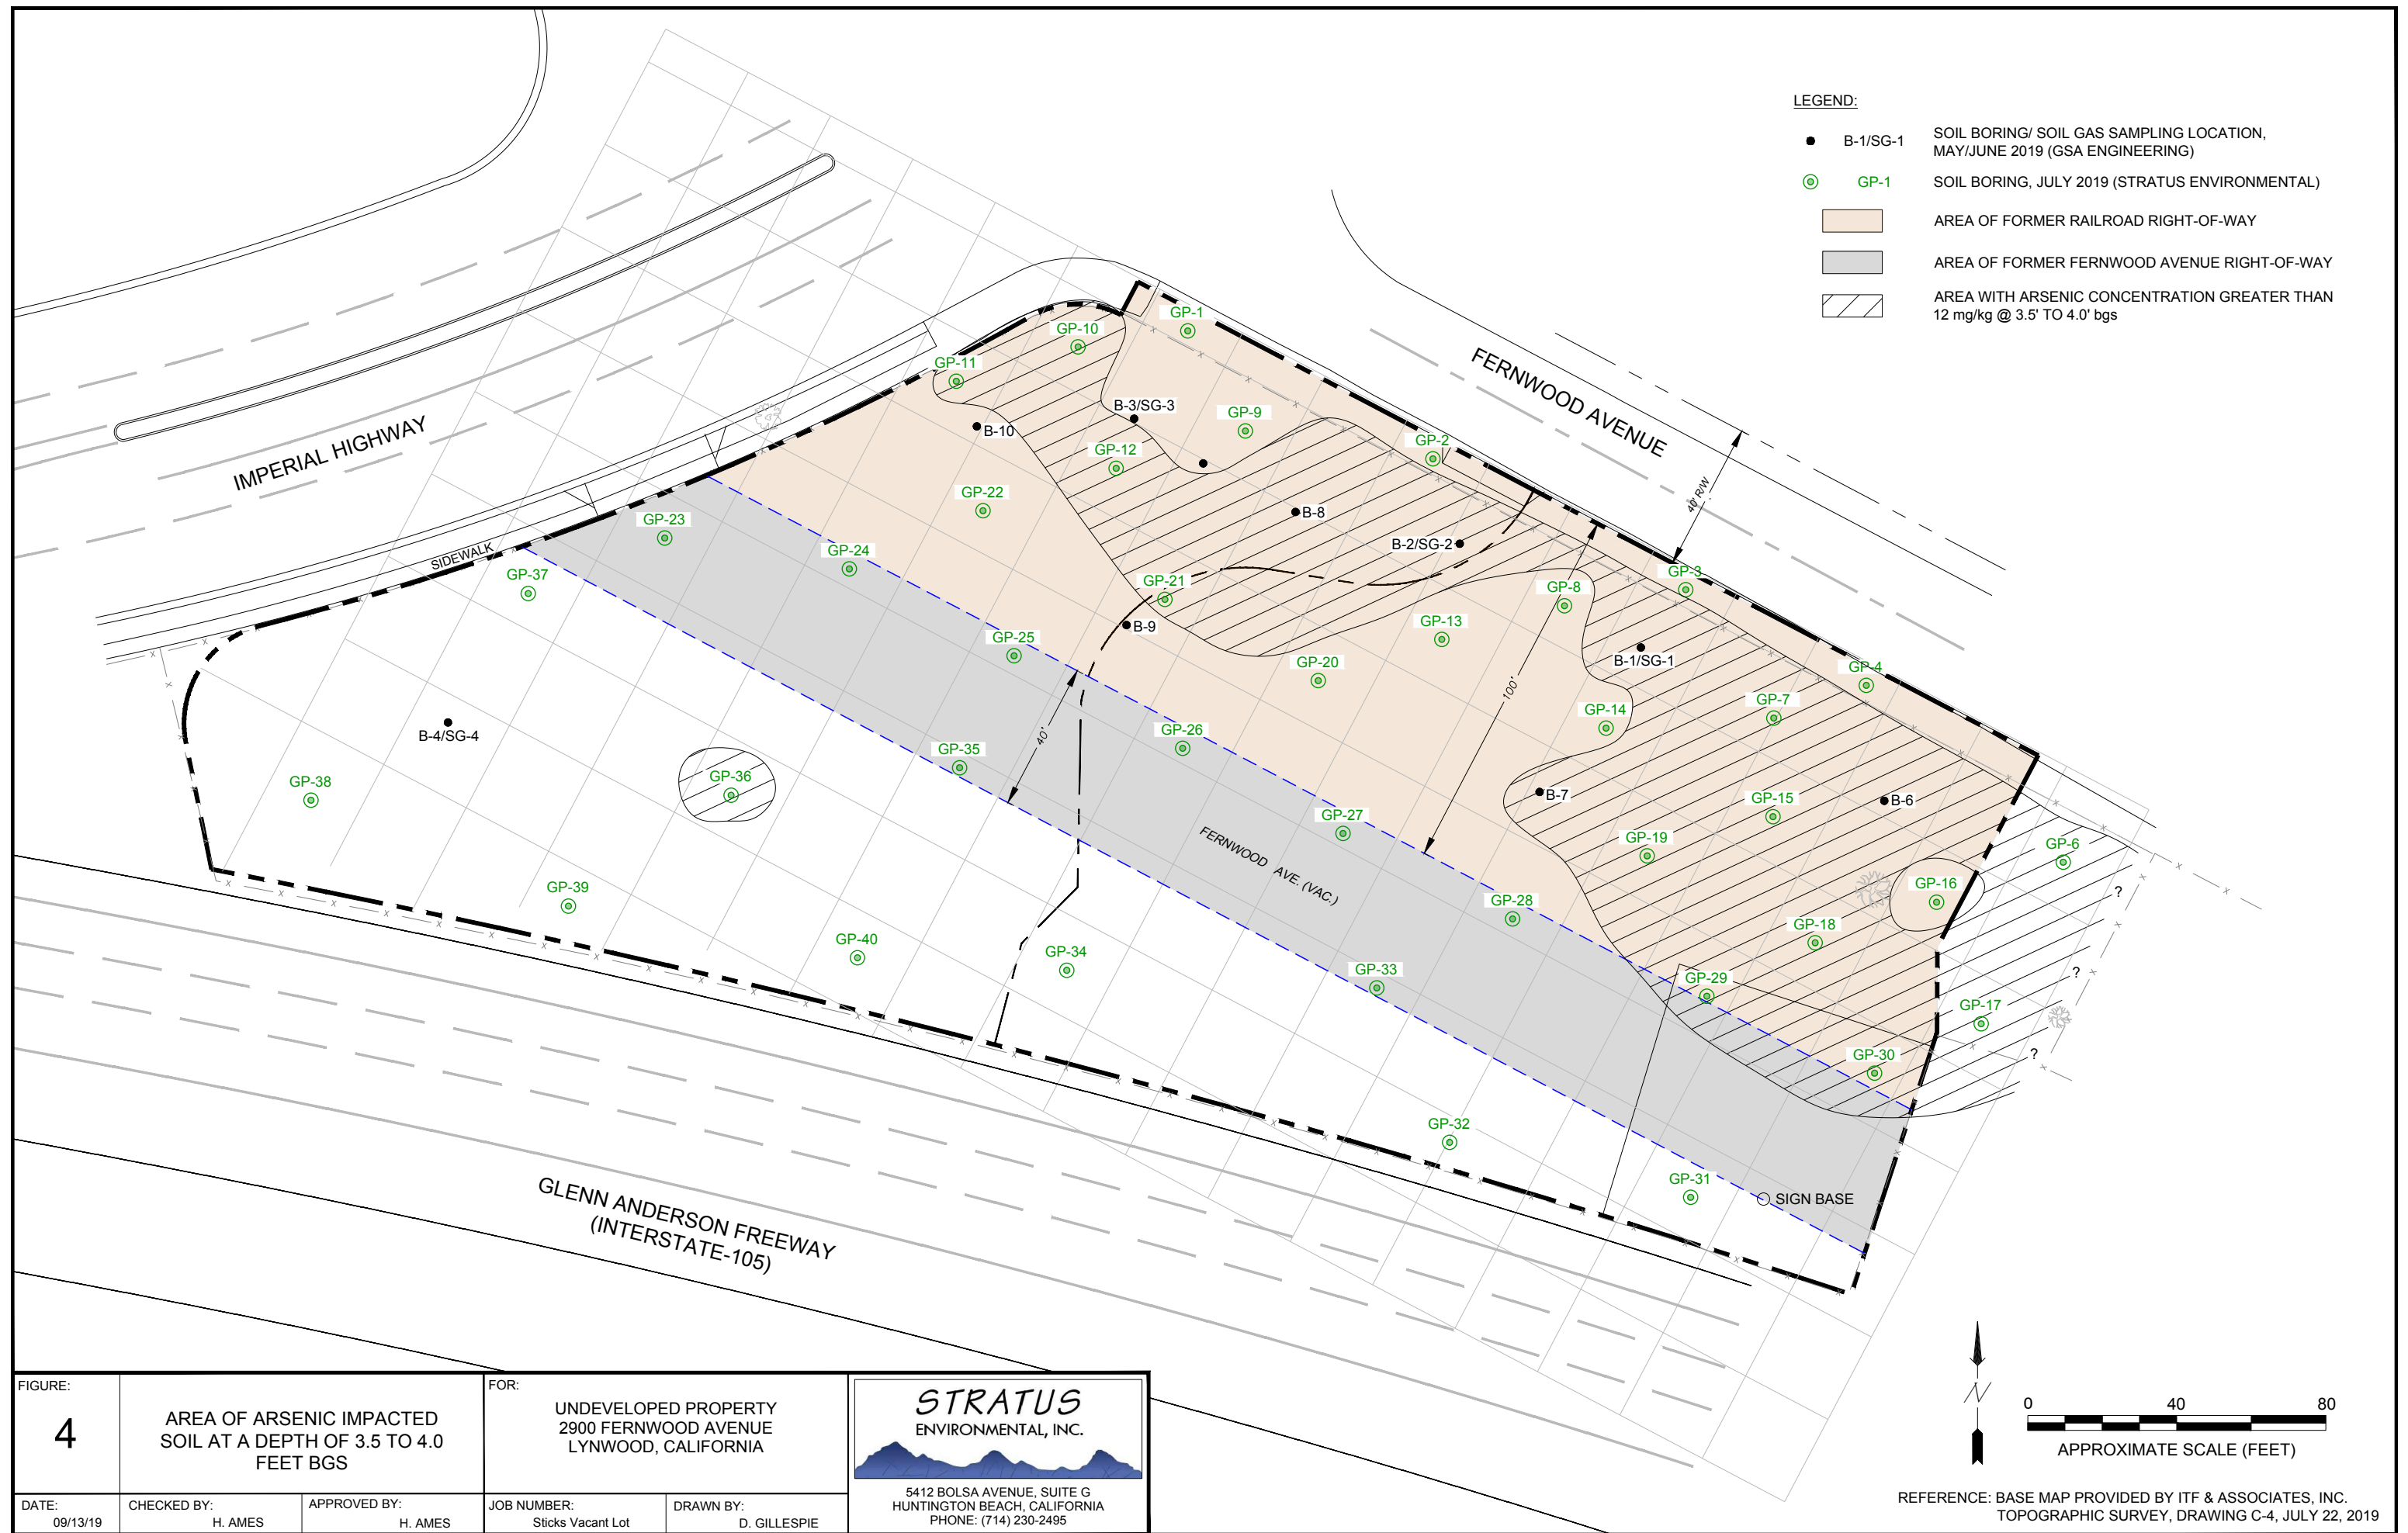 LEGEND:
B-1/SG-1
SOIL BORING/ SOIL GAS SAMPLING LOCATION,
MAY/JUNE 2019 (GSA ENGINEERING)
GP-1
SOIL BORING, JULY 2019 (STRATUS ENVIRONMENTAL)
AREA OF FORMER RAILROAD RIGHT-OF-WAY
AREA OF FORMER FERNWOOD AVENUE RIGHT-OF-WAY
AREA WITH ARSENIC CONCENTRATION GREATER THAN
12 mg/kg @ 3.5' TO 4.0' bgs
GP-1
GP-10
GP-11
B-3/SG-3
GP-9
B-10
GP-2
GP-12
FERNWOOD AVENUE
40' R/W
IMPERIAL HIGHWAY
GP-22
B-8
GP-23
B-2/SG-2
GP-24
SIDEWALK
GP-37
GP-21
GP-8
GP-3
B-9
GP-13
GP-25
GP-20
B-1/SG-1
GP-4
100'
GP-7
GP-14
B-4/SG-4
40'
GP-26
GP-35
GP-36
GP-38
B-7
GP-15
B-6
GP-27
FERNWOOD AVE. (VAC.)
GP-19
GP-6
GP-16
?
GP-39
GP-28
GP-18
GP-40
GP-34
GP-33
GP-29
?
GP-17
?
GP-30
GP-32
GP-31
SIGN BASE
GLENN ANDERSON FREEWAY
(INTERSTATE-105)
N
0 40 80
APPROXIMATE SCALE (FEET)
REFERENCE: BASE MAP PROVIDED BY ITF & ASSOCIATES, INC.
TOPOGRAPHIC SURVEY, DRAWING C-4, JULY 22, 2019
FIGURE:
4
AREA OF ARSENIC IMPACTED
SOIL AT A DEPTH OF 3.5 TO 4.0
FEET BGS
FOR:
UNDEVELOPED PROPERTY
2900 FERNWOOD AVENUE
LYNWOOD, CALIFORNIA
STRATUS
ENVIRONMENTAL, INC.
5412 BOLSA AVENUE, SUITE G
HUNTINGTON BEACH, CALIFORNIA
PHONE: (714) 230-2495
DATE:
09/13/19
CHECKED BY:
H. AMES
APPROVED BY:
H. AMES
JOB NUMBER:
Sticks Vacant Lot
DRAWN BY:
D. GILLESPIE